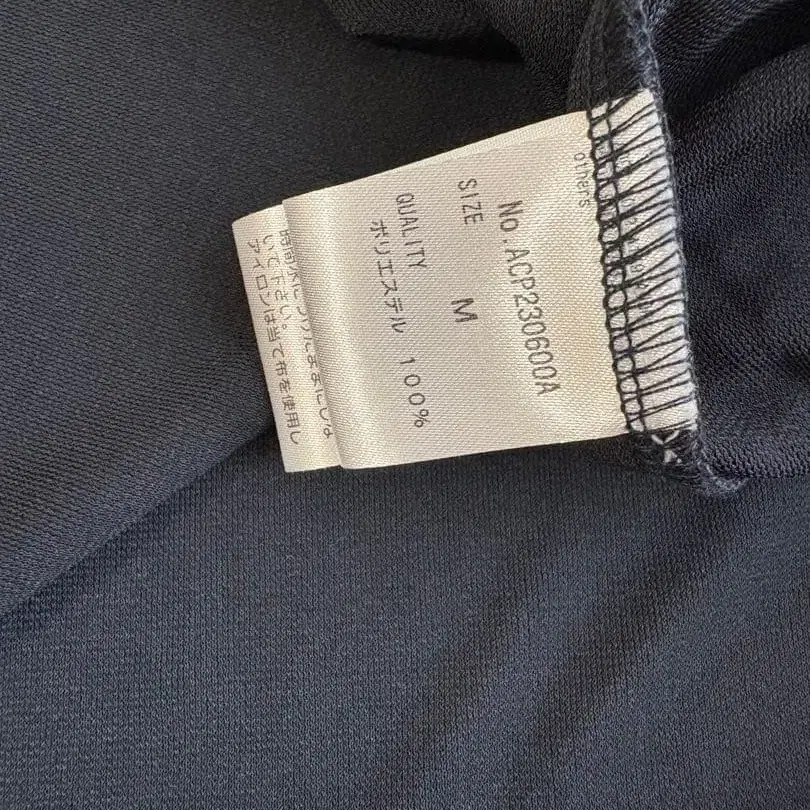 others
No.ACP230600A
SIZE M
QUALITY
ポリエステル 100%
いて下さい。
アイロンは当て布を使用し